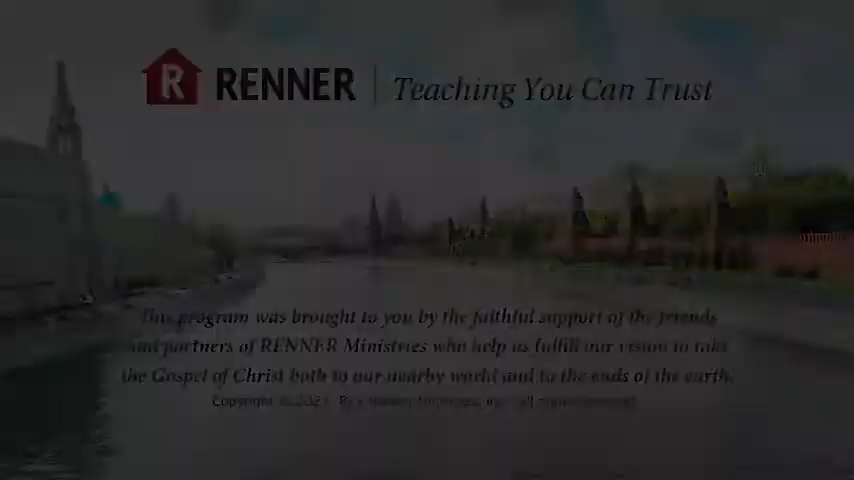 R RENNER | Teaching You Can Trust
This program was brought to you by the faithful support of the friends
and partners of RENNER Ministries who help us fulfill our vision to take
the Gospel of Christ both to our nearby world and to the ends of the earth.
Copyright